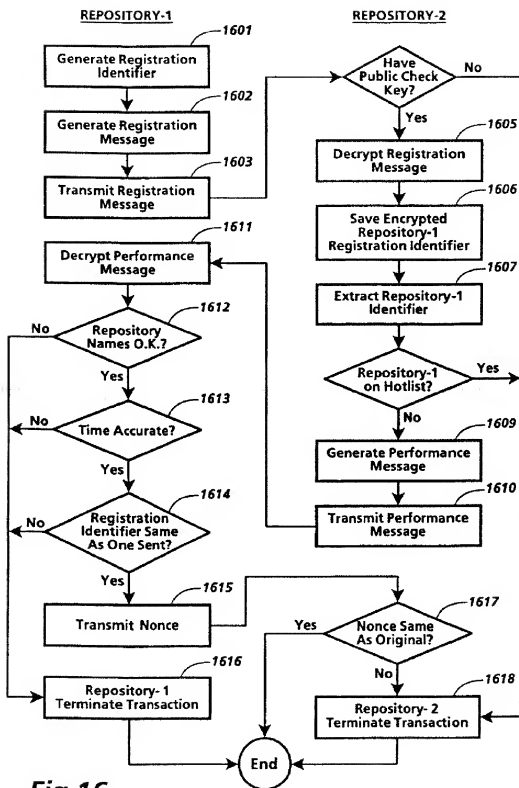 REPOSITORY-1
REPOSITORY-2
1601
Generate Registration
Identifier
1602
Generate Registration
Message
1603
Transmit Registration
Message
Have
Public Check
Key?
No
Yes
1605
Decrypt Registration
Message
1606
Save Encrypted
Repository-1
Registration Identifier
1607
Extract Repository-1
Identifier
Repository-1
on Hotlist?
Yes
No
1609
Generate Performance
Message
1610
Transmit Performance
Message
1611
Decrypt Performance
Message
1612
No
Repository
Names O.K.?
Yes
1613
No
Time Accurate?
Yes
1614
No
Registration
Identifier Same
As One Sent?
Yes
1615
Transmit Nonce
1617
Yes
Nonce Same
As Original?
No
1616
Repository- 1
Terminate Transaction
1618
Repository- 2
Terminate Transaction
End